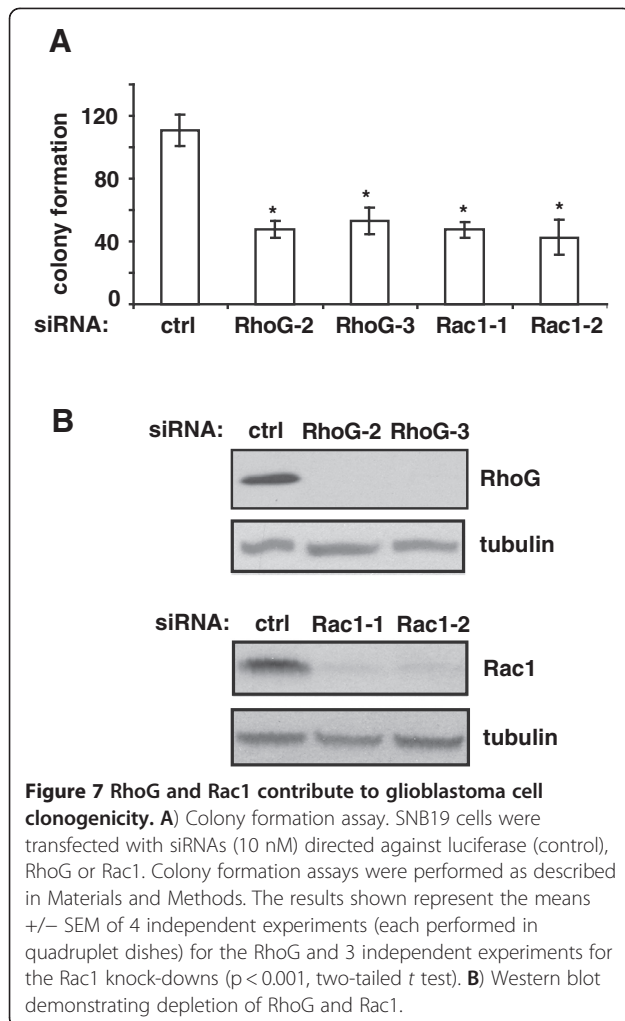 A
colony formation
120
80
40
0
* * * *
siRNA: ctrl RhoG-2 RhoG-3 Rac1-1 Rac1-2
B
siRNA: ctrl RhoG-2 RhoG-3
RhoG
tubulin
siRNA: ctrl Rac1-1 Rac1-2
Rac1
tubulin
Figure 7 RhoG and Rac1 contribute to glioblastoma cell
clonogenicity. A) Colony formation assay. SNB19 cells were
transfected with siRNAs (10 nM) directed against luciferase (control),
RhoG or Rac1. Colony formation assays were performed as described
in Materials and Methods. The results shown represent the means
+/− SEM of 4 independent experiments (each performed in
quadruplet dishes) for the RhoG and 3 independent experiments for
the Rac1 knock-downs (p < 0.001, two-tailed t test). B) Western blot
demonstrating depletion of RhoG and Rac1.